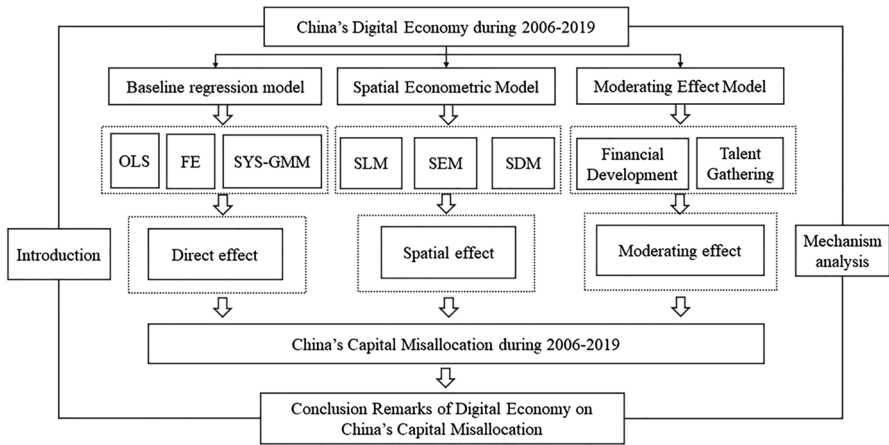 China's Digital Economy during 2006-2019
Baseline regression model
Spatial Econometric Model
Moderating Effect Model
OLS
FE
SYS-GMM
SLM
SEM
SDM
Financial
Development
Talent
Gathering
Introduction
Direct effect
Spatial effect
Moderating effect
Mechanism
analysis
China's Capital Misallocation during 2006-2019
Conclusion Remarks of Digital Economy on
China's Capital Misallocation